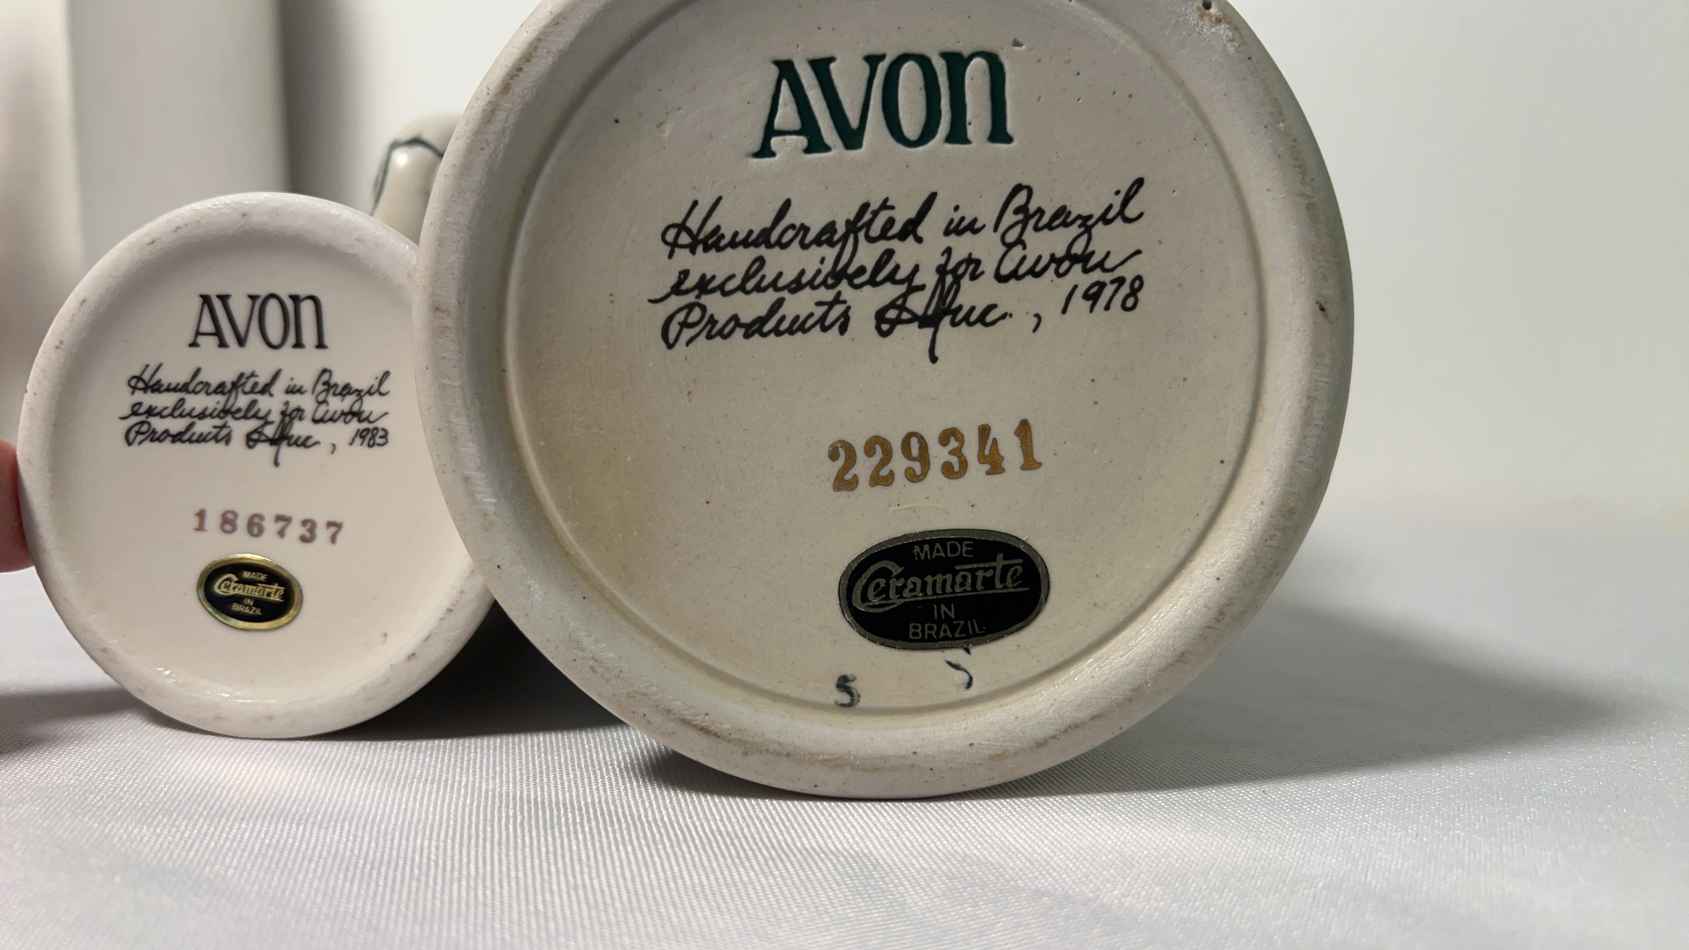 AVON
Handcrafted in Brazil
exclusively for Avon
Products Inc., 1983
186737
MADE
Ceramarte
IN
BRAZIL
AVON
Handcrafted in Brazil
exclusively for Avon
Products Inc., 1978
229341
MADE
Ceramarte
IN
BRAZIL
S